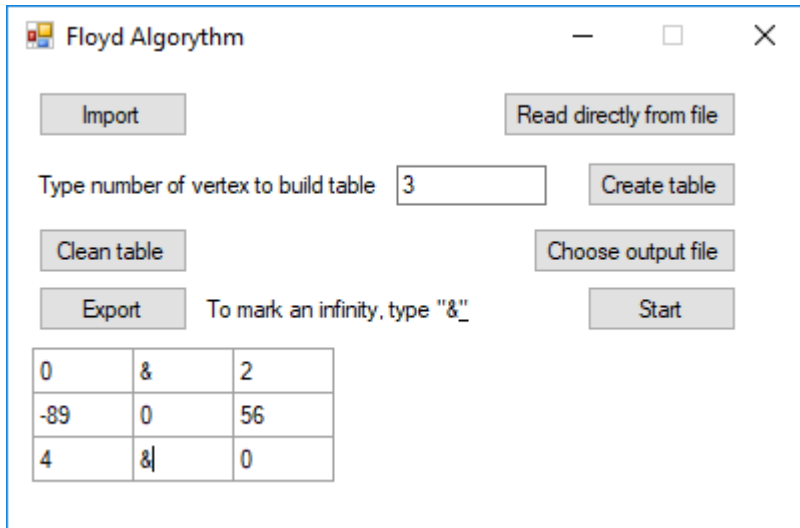 Floyd Algorythm
Import Read directly from file
Type number of vertex to build table 3 Create table
Clean table Choose output file
Export To mark an infinity, type "&" Start
0 & 2
-89 0 56
4 & 0